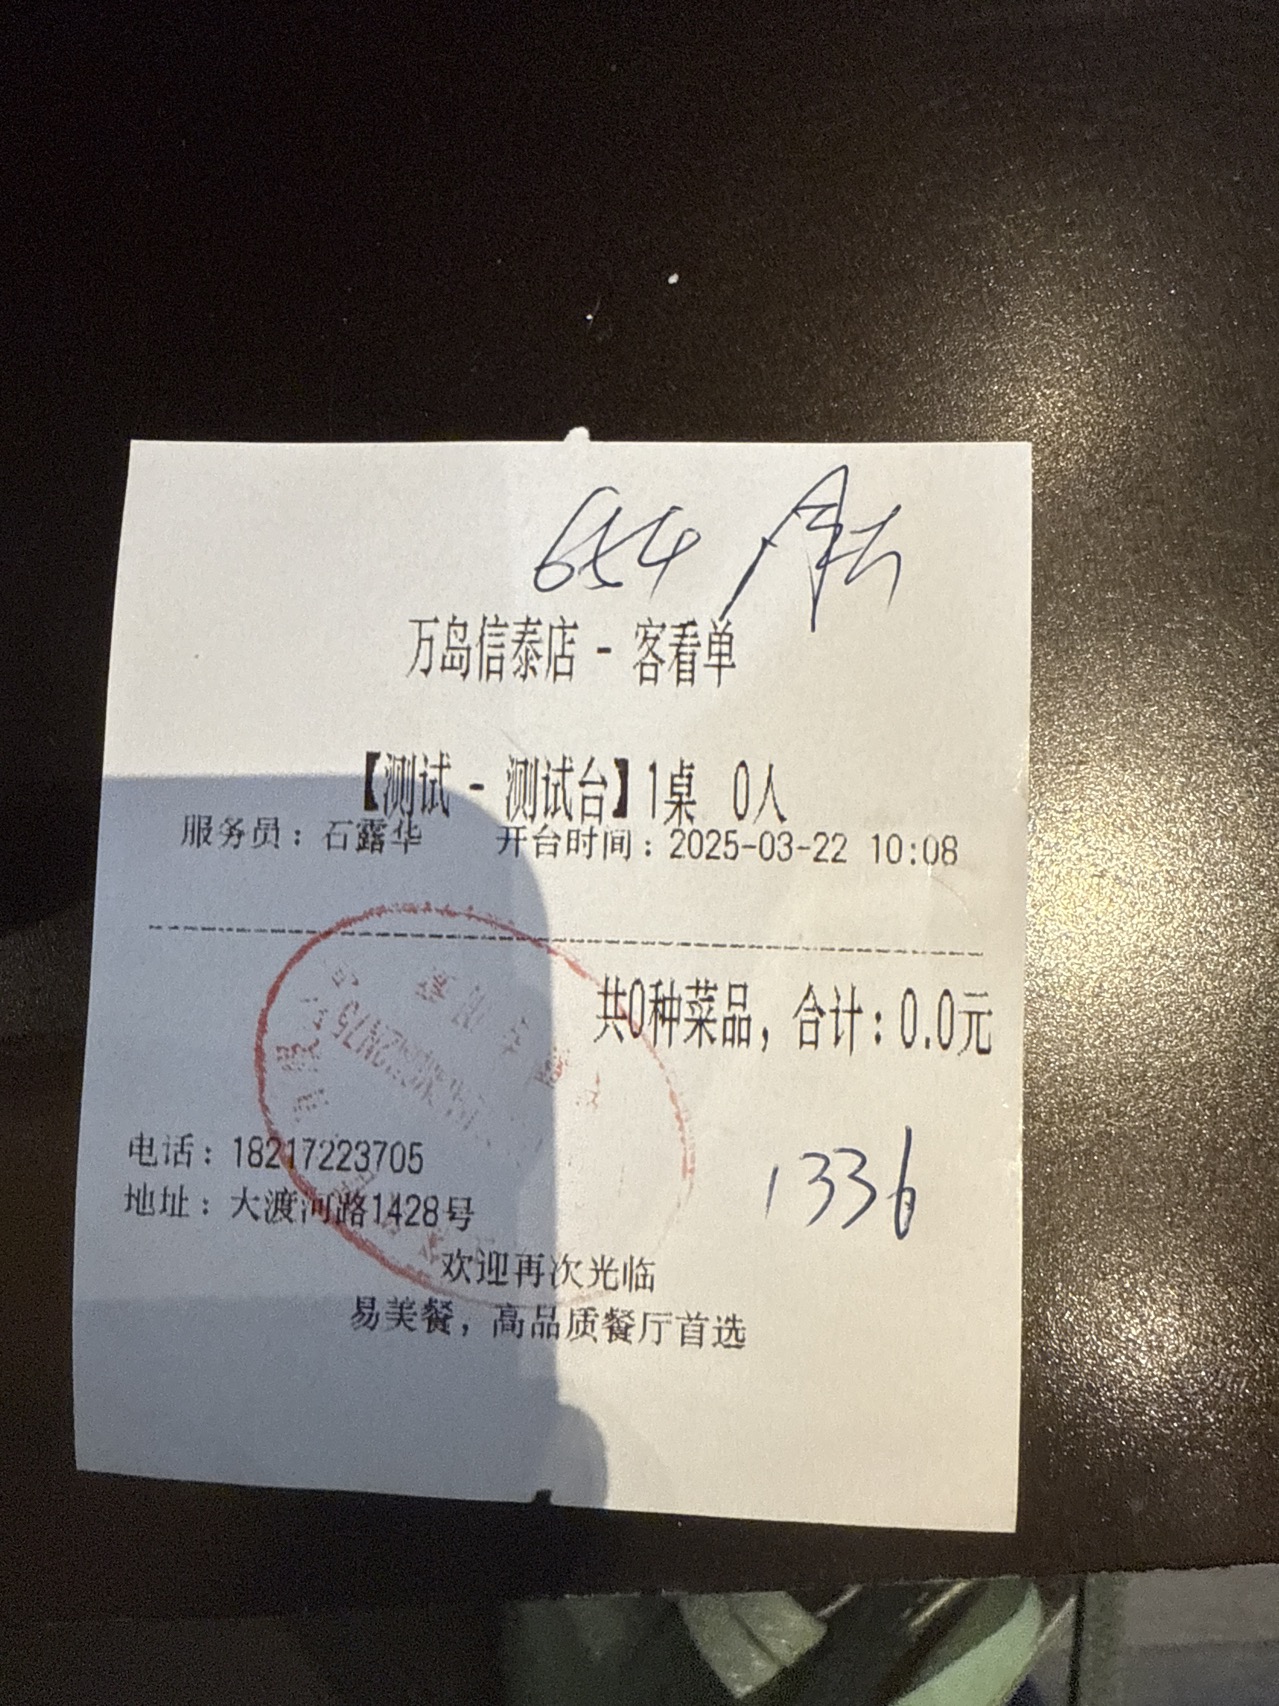 654
万岛信泰店 - 客看单
【测试 - 测试台】1桌 0人
服务员：石露华 开台时间：2025-03-22 10:08
共0种菜品，合计：0.0元
电话：18217223705
1336
地址：大渡河路1428号
欢迎再次光临
易美餐，高品质餐厅首选